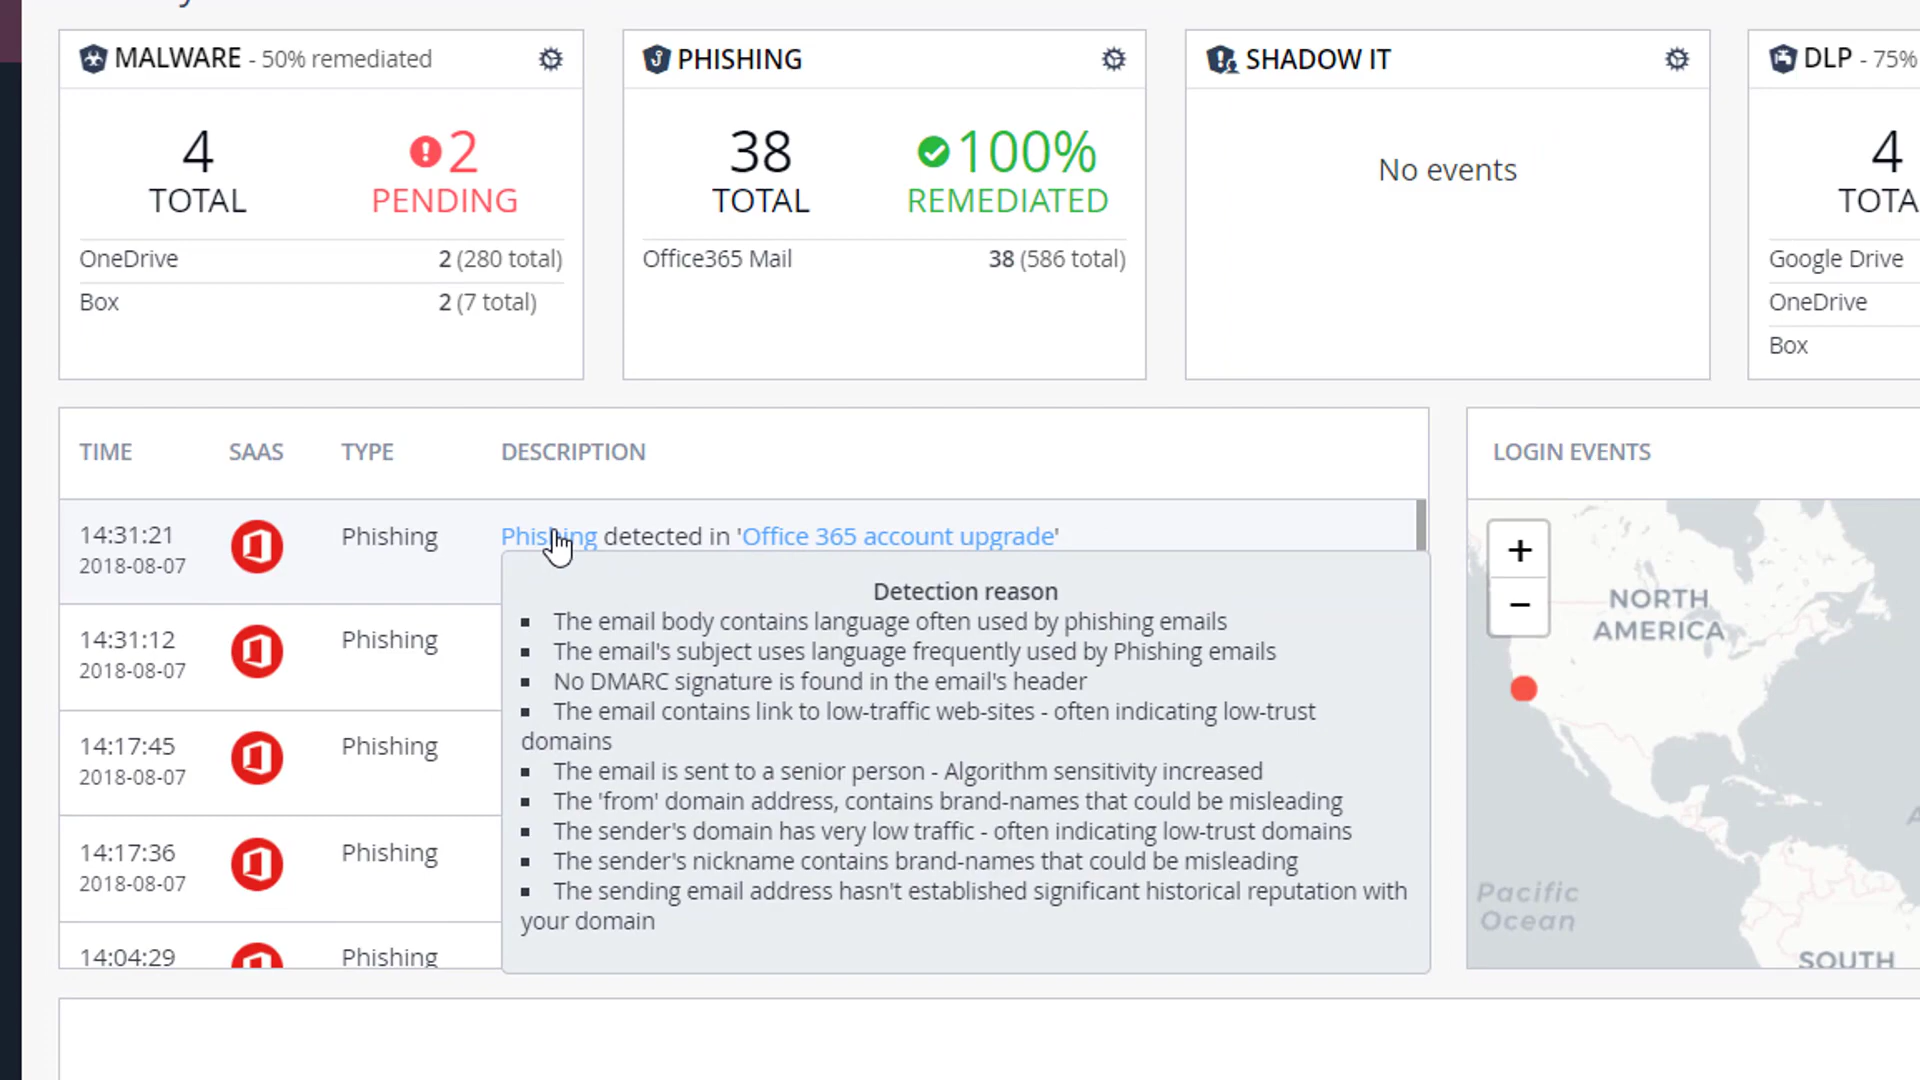 MALWARE - 50% remediated
4
TOTAL
2
PENDING
OneDrive 2 (280 total)
Box 2 (7 total)
PHISHING
38
TOTAL
100%
REMEDIATED
Office365 Mail 38 (586 total)
SHADOW IT
No events
DLP - 75%
4
TOTA
Google Drive
OneDrive
Box
TIME SAAS TYPE DESCRIPTION
14:31:21
2018-08-07
Phishing
Phishing detected in 'Office 365 account upgrade'
Detection reason
▪ The email body contains language often used by phishing emails
▪ The email's subject uses language frequently used by Phishing emails
▪ No DMARC signature is found in the email's header
▪ The email contains link to low-traffic web-sites - often indicating low-trust
domains
▪ The email is sent to a senior person - Algorithm sensitivity increased
▪ The 'from' domain address, contains brand-names that could be misleading
▪ The sender's domain has very low traffic - often indicating low-trust domains
▪ The sender's nickname contains brand-names that could be misleading
▪ The sending email address hasn't established significant historical reputation with
your domain
14:31:12
2018-08-07
Phishing
14:17:45
2018-08-07
Phishing
14:17:36
2018-08-07
Phishing
14:04:29
Phishing
LOGIN EVENTS
+
−
NORTH
AMERICA
Pacific
Ocean
SOUTH